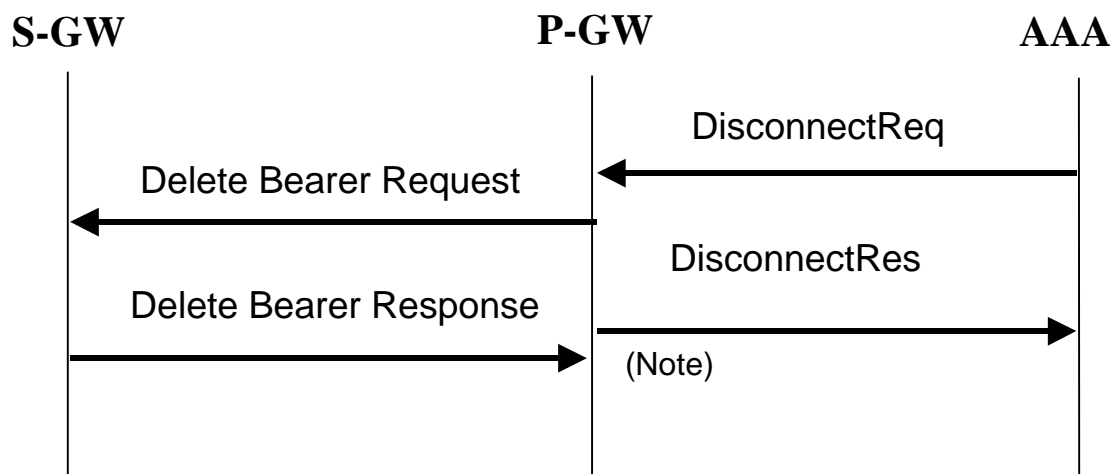 S-GW
P-GW
AAA
DisconnectReq
Delete Bearer Request
DisconnectRes
Delete Bearer Response
(Note)